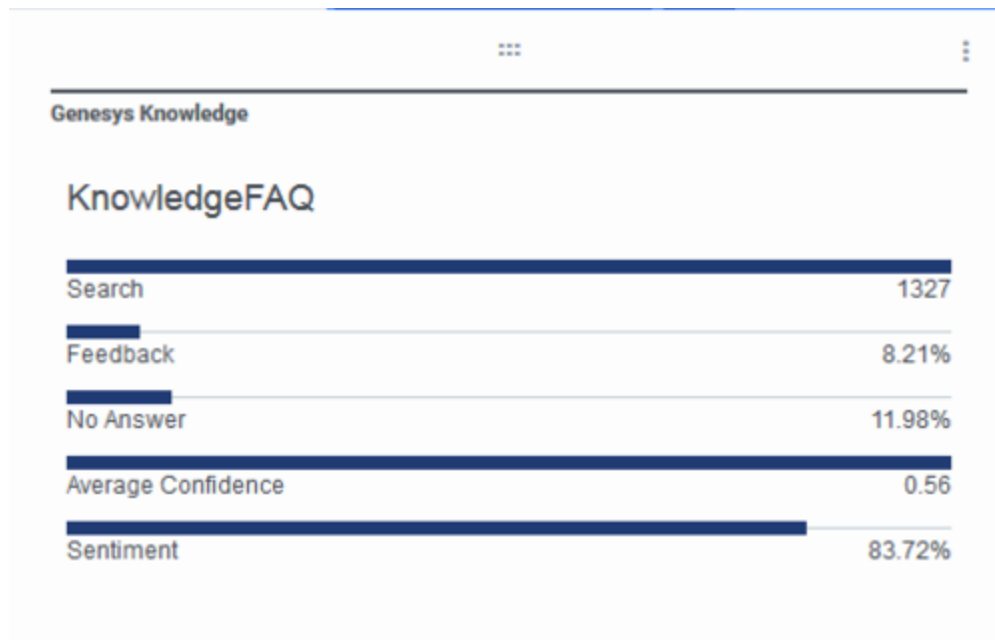 Genesys Knowledge
KnowledgeFAQ
Search 1327
Feedback 8.21%
No Answer 11.98%
Average Confidence 0.56
Sentiment 83.72%